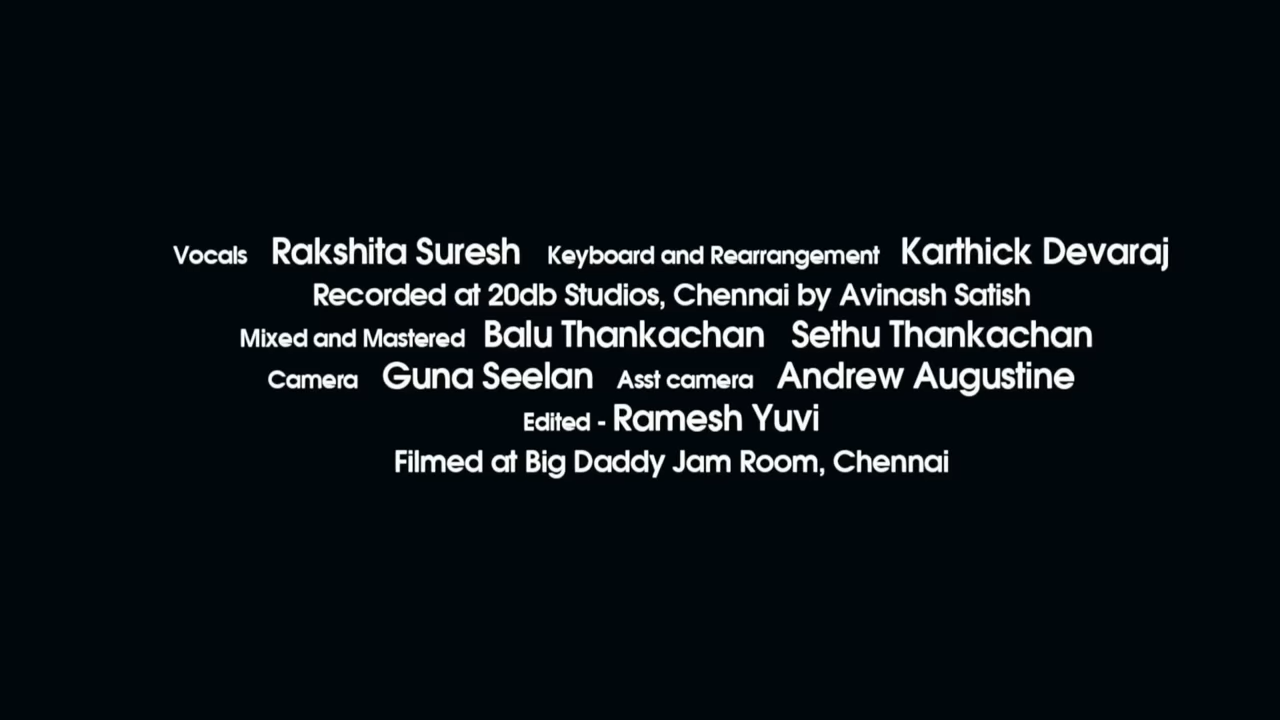 Vocals Rakshita Suresh Keyboard and Rearrangement Karthick Devaraj
Recorded at 20db Studios, Chennai by Avinash Satish
Mixed and Mastered Balu Thankachan Sethu Thankachan
Camera Guna Seelan Asst camera Andrew Augustine
Edited - Ramesh Yuvi
Filmed at Big Daddy Jam Room, Chennai